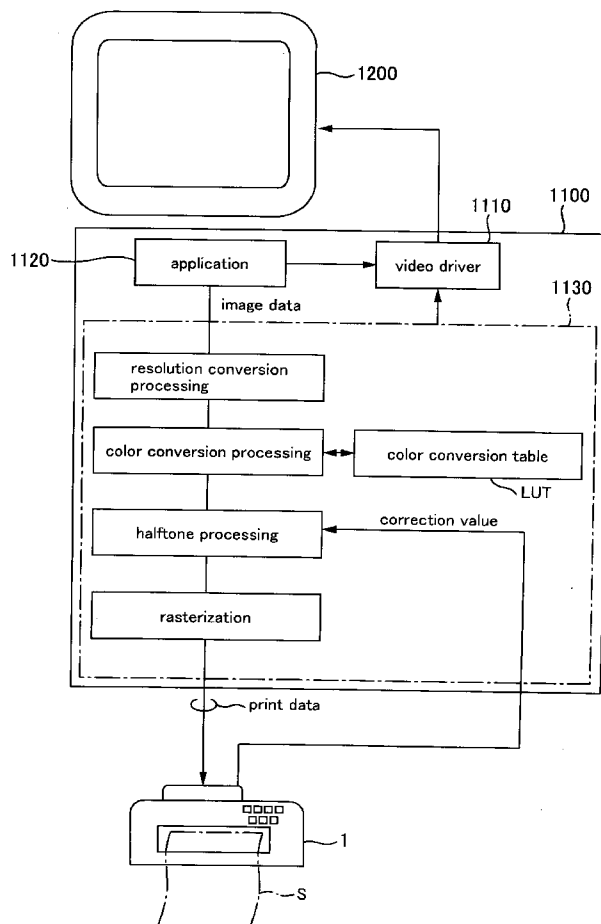 1200
1100
1110
1120
application
video driver
image data
1130
resolution conversion
processing
color conversion processing
color conversion table
LUT
halftone processing
correction value
rasterization
print data
1
S